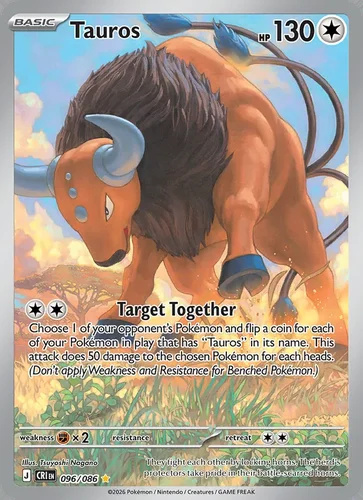 BASIC
Tauros
HP 130
Target Together
Choose 1 of your opponent's Pokémon and flip a coin for each
of your Pokémon in play that has "Tauros" in its name. This
attack does 50 damage to the chosen Pokémon for each heads.
(Don't apply Weakness and Resistance for Benched Pokémon.)
weakness ×2 resistance retreat
Illus. Tsuyoshi Nagano
They fight each other by locking horns. The herd's
protectors take pride in their battle-scarred horns.
J CRI EN 096/086
©2026 Pokémon / Nintendo / Creatures / GAME FREAK